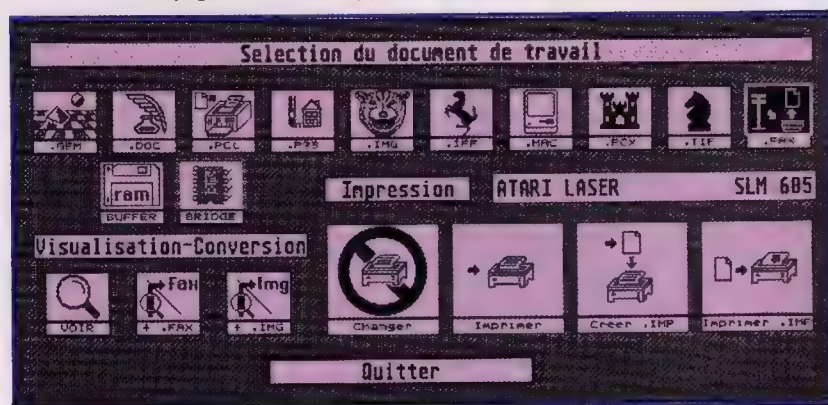 Selection du document de travail
.GEM .DOC .PCL .IMG .IFF .MAC .PCX .TIF .FAX
ram
BUFFER BRIDGE
Impression ATARI LASER SLM 605
Visualisation-Conversion
Fax Img
VOIR + .FAX + .IMG
Changer Imprimer Creer .IMP Imprimer .IMP
Quitter